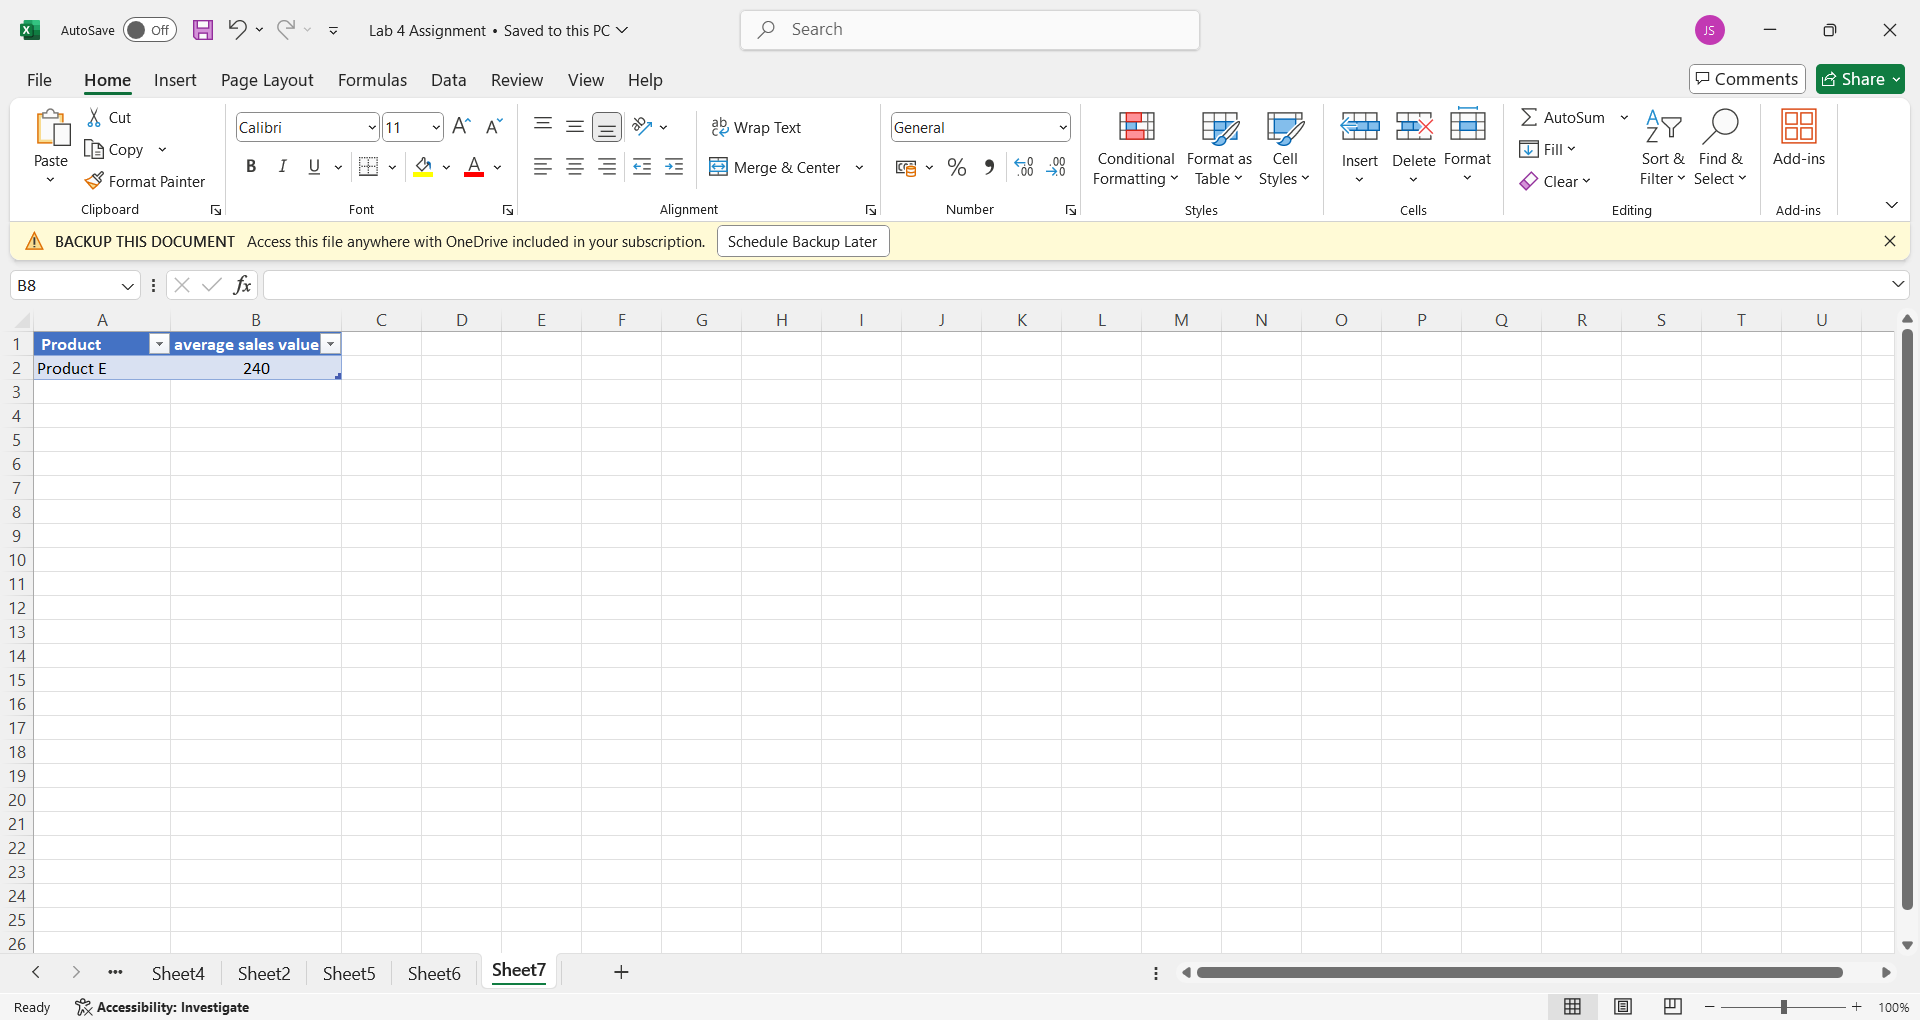 AutoSave Off Lab 4 Assignment • Saved to this PC Search JS
File Home Insert Page Layout Formulas Data Review View Help Comments Share
Paste Cut Copy Format Painter Clipboard
Calibri 11 B I U A Font
Wrap Text Merge & Center Alignment
General % Number
Conditional Formatting Format as Table Cell Styles Styles
Insert Delete Format Cells
AutoSum Fill Clear Sort & Filter Find & Select Editing
Add-ins Add-ins
BACKUP THIS DOCUMENT Access this file anywhere with OneDrive included in your subscription. Schedule Backup Later
B8 fx
A B C D E F G H I J K L M N O P Q R S T U
1 Product average sales value
2 Product E 240
3
4
5
6
7
8
9
10
11
12
13
14
15
16
17
18
19
20
21
22
23
24
25
26
Sheet4 Sheet2 Sheet5 Sheet6 Sheet7
Ready Accessibility: Investigate 100%